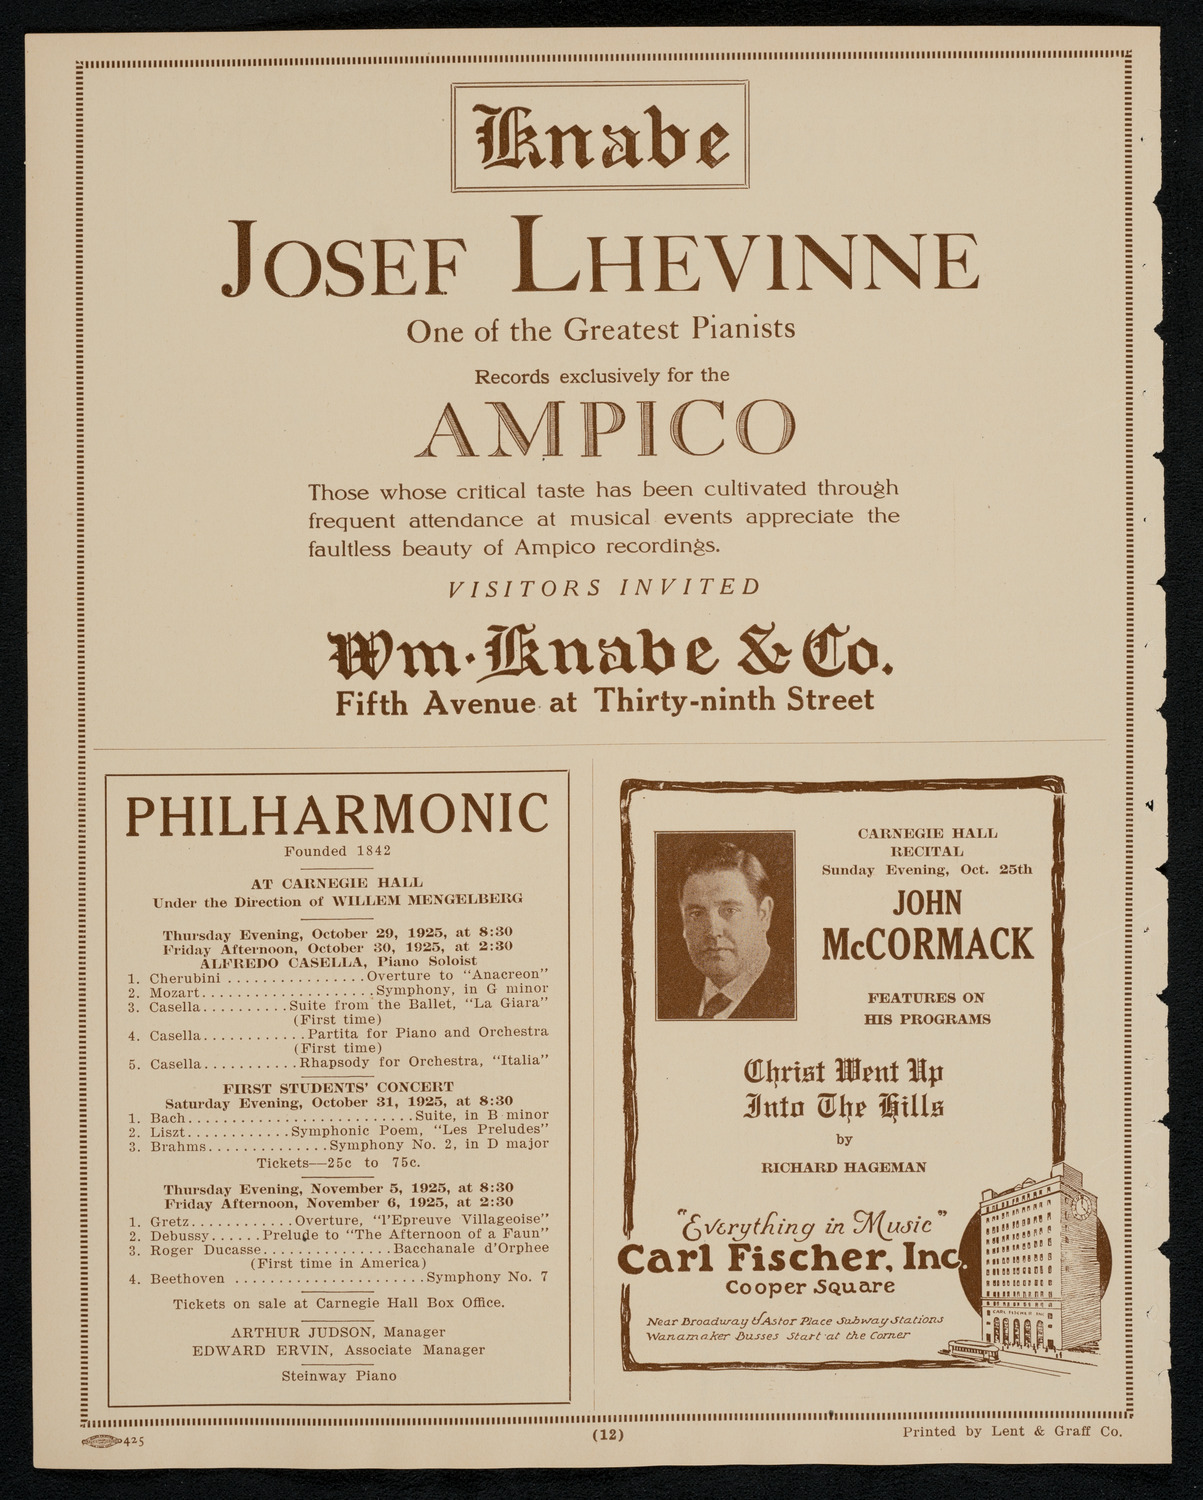 Knabe
JOSEF LHEVINNE
One of the Greatest Pianists
Records exclusively for the
AMPICO
Those whose critical taste has been cultivated through
frequent attendance at musical events appreciate the
faultless beauty of Ampico recordings.
VISITORS INVITED
Wm. Knabe & Co.
Fifth Avenue at Thirty-ninth Street
PHILHARMONIC
Founded 1842
AT CARNEGIE HALL
Under the Direction of WILLEM MENGELBERG
Thursday Evening, October 29, 1925, at 8:30
Friday Afternoon, October 30, 1925, at 2:30
ALFREDO CASELLA, Piano Soloist
1. Cherubini ................Overture to "Anacreon"
2. Mozart....................Symphony, in G minor
3. Casella..........Suite from the Ballet, "La Giara"
(First time)
4. Casella............Partita for Piano and Orchestra
(First time)
5. Casella...........Rhapsody for Orchestra, "Italia"
FIRST STUDENTS' CONCERT
Saturday Evening, October 31, 1925, at 8:30
1. Bach..........................Suite, in B minor
2. Liszt............Symphonic Poem, "Les Preludes"
3. Brahms..............Symphony No. 2, in D major
Tickets—25c to 75c.
Thursday Evening, November 5, 1925, at 8:30
Friday Afternoon, November 6, 1925, at 2:30
1. Gretz............Overture, "l'Epreuve Villageoise"
2. Debussy......Prelude to "The Afternoon of a Faun"
3. Roger Ducasse...............Bacchanale d'Orphee
(First time in America)
4. Beethoven ......................Symphony No. 7
Tickets on sale at Carnegie Hall Box Office.
ARTHUR JUDSON, Manager
EDWARD ERVIN, Associate Manager
Steinway Piano
CARNEGIE HALL
RECITAL
Sunday Evening, Oct. 25th
JOHN
McCORMACK
FEATURES ON
HIS PROGRAMS
Christ Went Up
Into The Hills
by
RICHARD HAGEMAN
"Everything in Music"
Carl Fischer, Inc.
Cooper Square
CARL FISCHER INC
Near Broadway & Astor Place Subway Stations
Wanamaker Busses Start at the Corner
425
(12)
Printed by Lent & Graff Co.